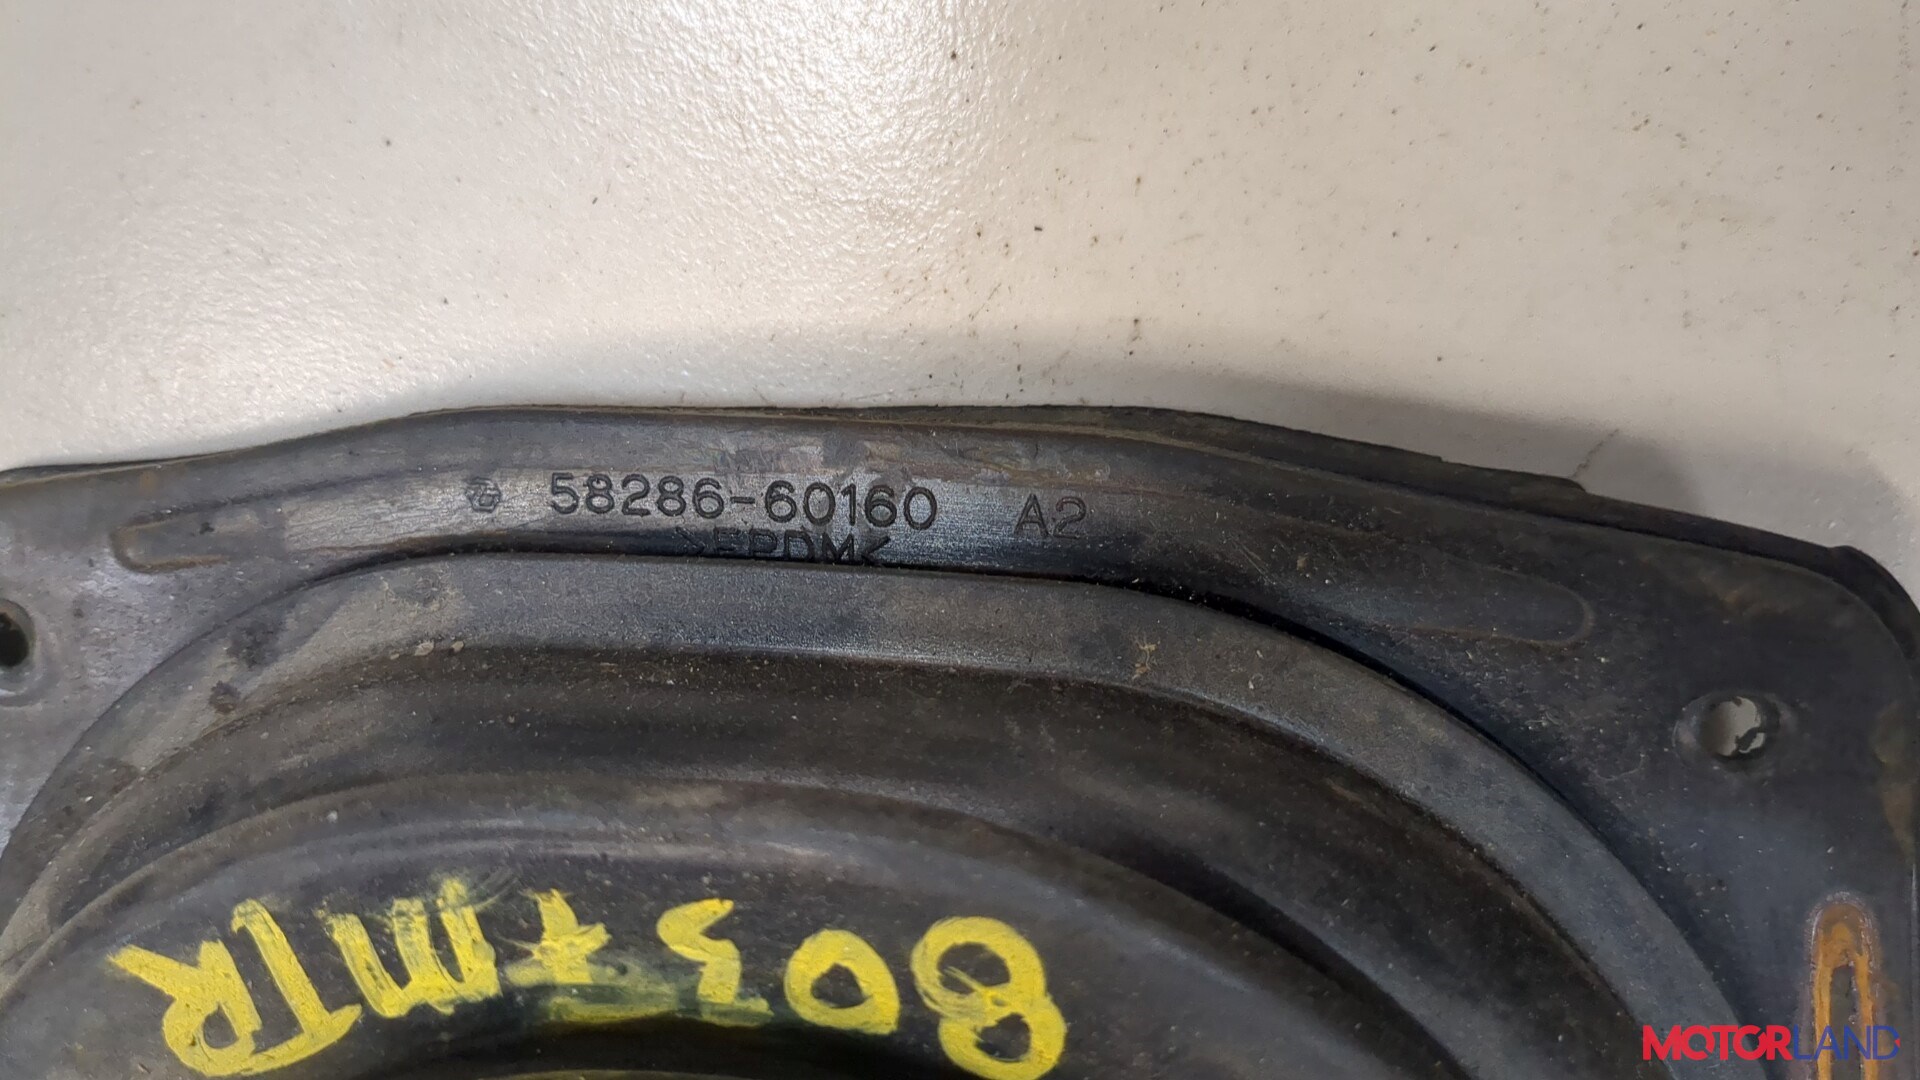 58286-60160 A2
>EPDM<
8037MTR
MOTORLAND